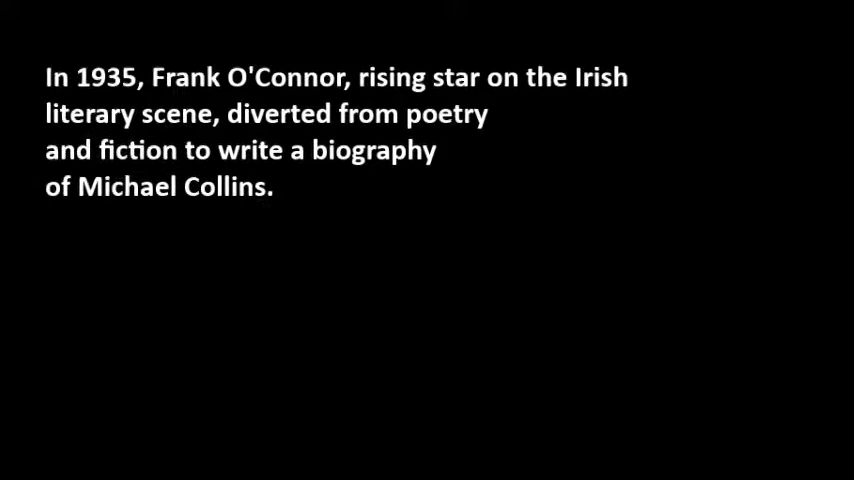 In 1935, Frank O'Connor, rising star on the Irish
literary scene, diverted from poetry
and fiction to write a biography
of Michael Collins.